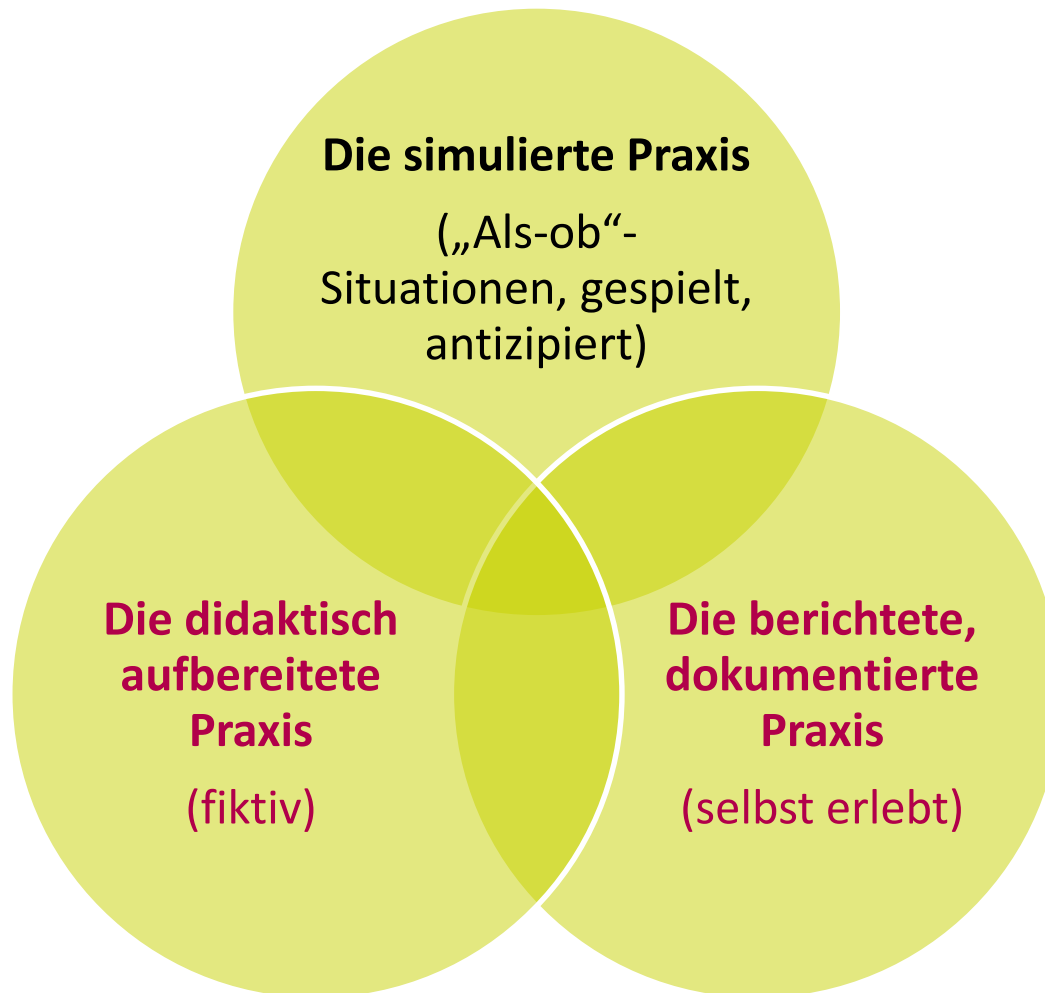 Die simulierte Praxis
(„Als-ob“-
Situationen, gespielt,
antizipiert)
Die didaktisch
aufbereitete
Praxis
(fiktiv)
Die berichtete,
dokumentierte
Praxis
(selbst erlebt)